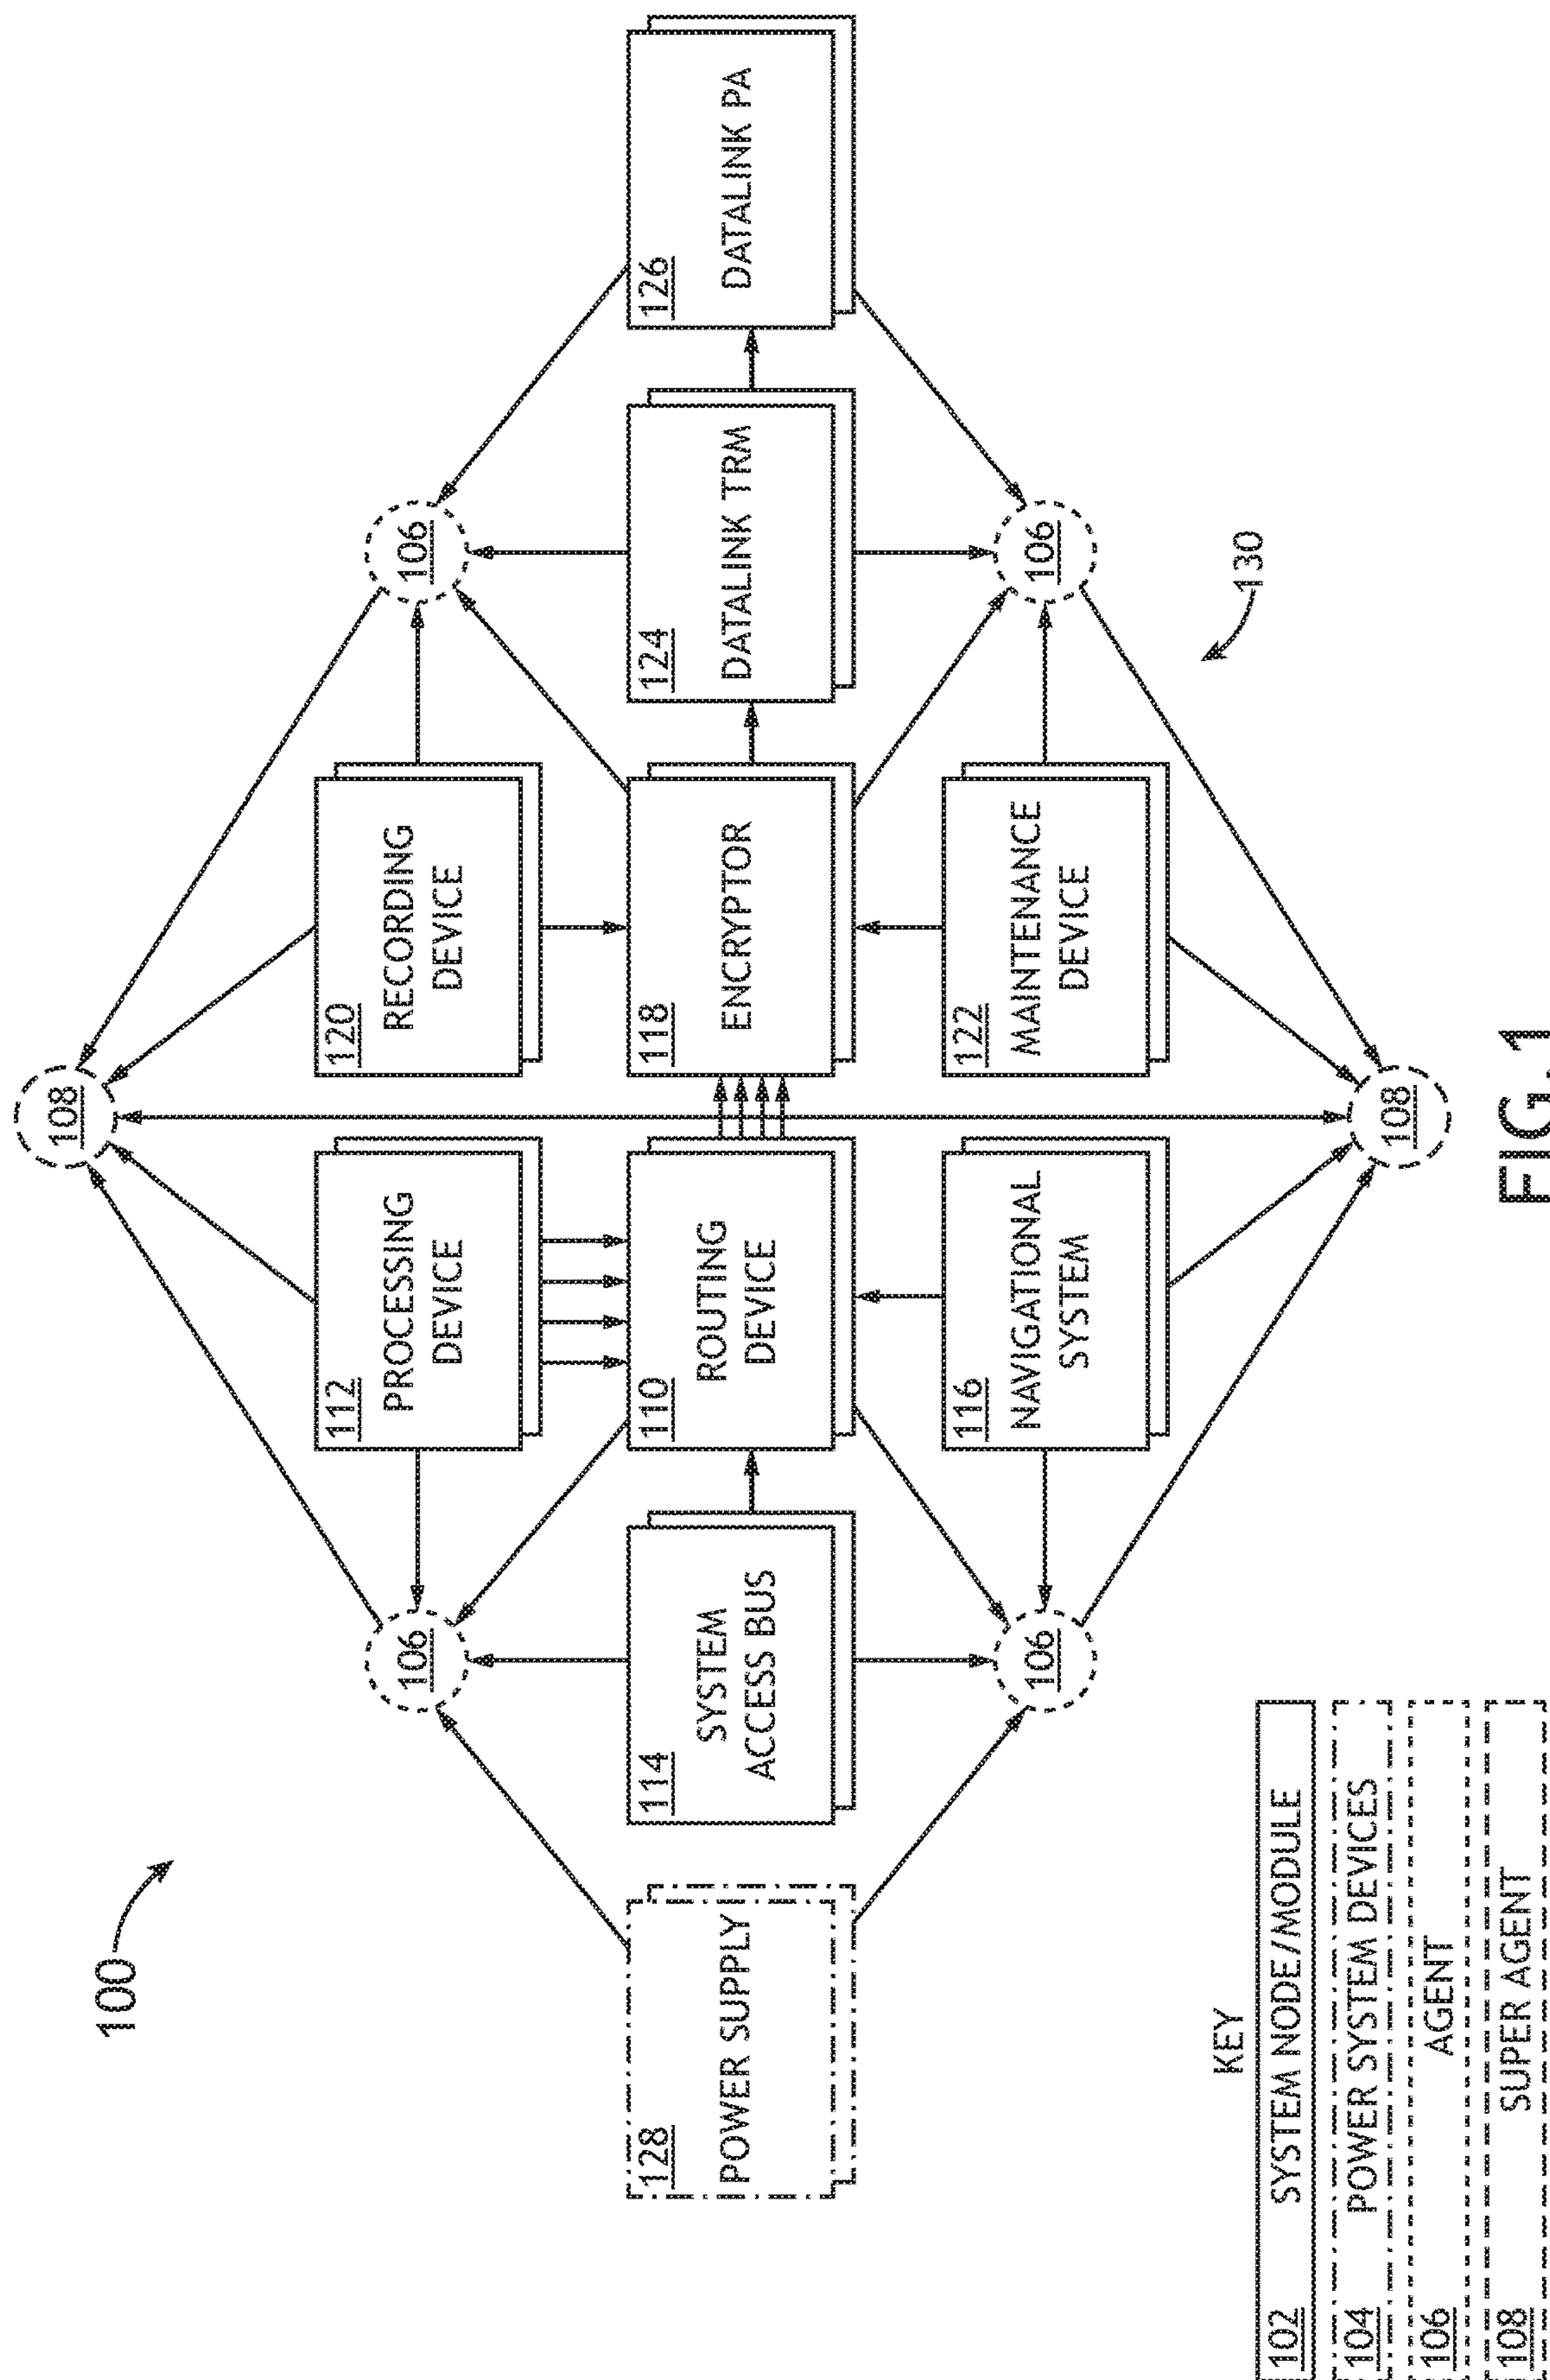 100
108
106
106
112
PROCESSING
DEVICE
120
RECORDING
DEVICE
128
POWER SUPPLY
114
SYSTEM
ACCESS BUS
110
ROUTING
DEVICE
118
ENCRYPTOR
124
DATALINK TRM
126
DATALINK PA
116
NAVIGATIONAL
SYSTEM
122
MAINTENANCE
DEVICE
106
106
130
108
KEY
102 SYSTEM NODE/MODULE
104 POWER SYSTEM DEVICES
106 AGENT
108 SUPER AGENT
FIG.1